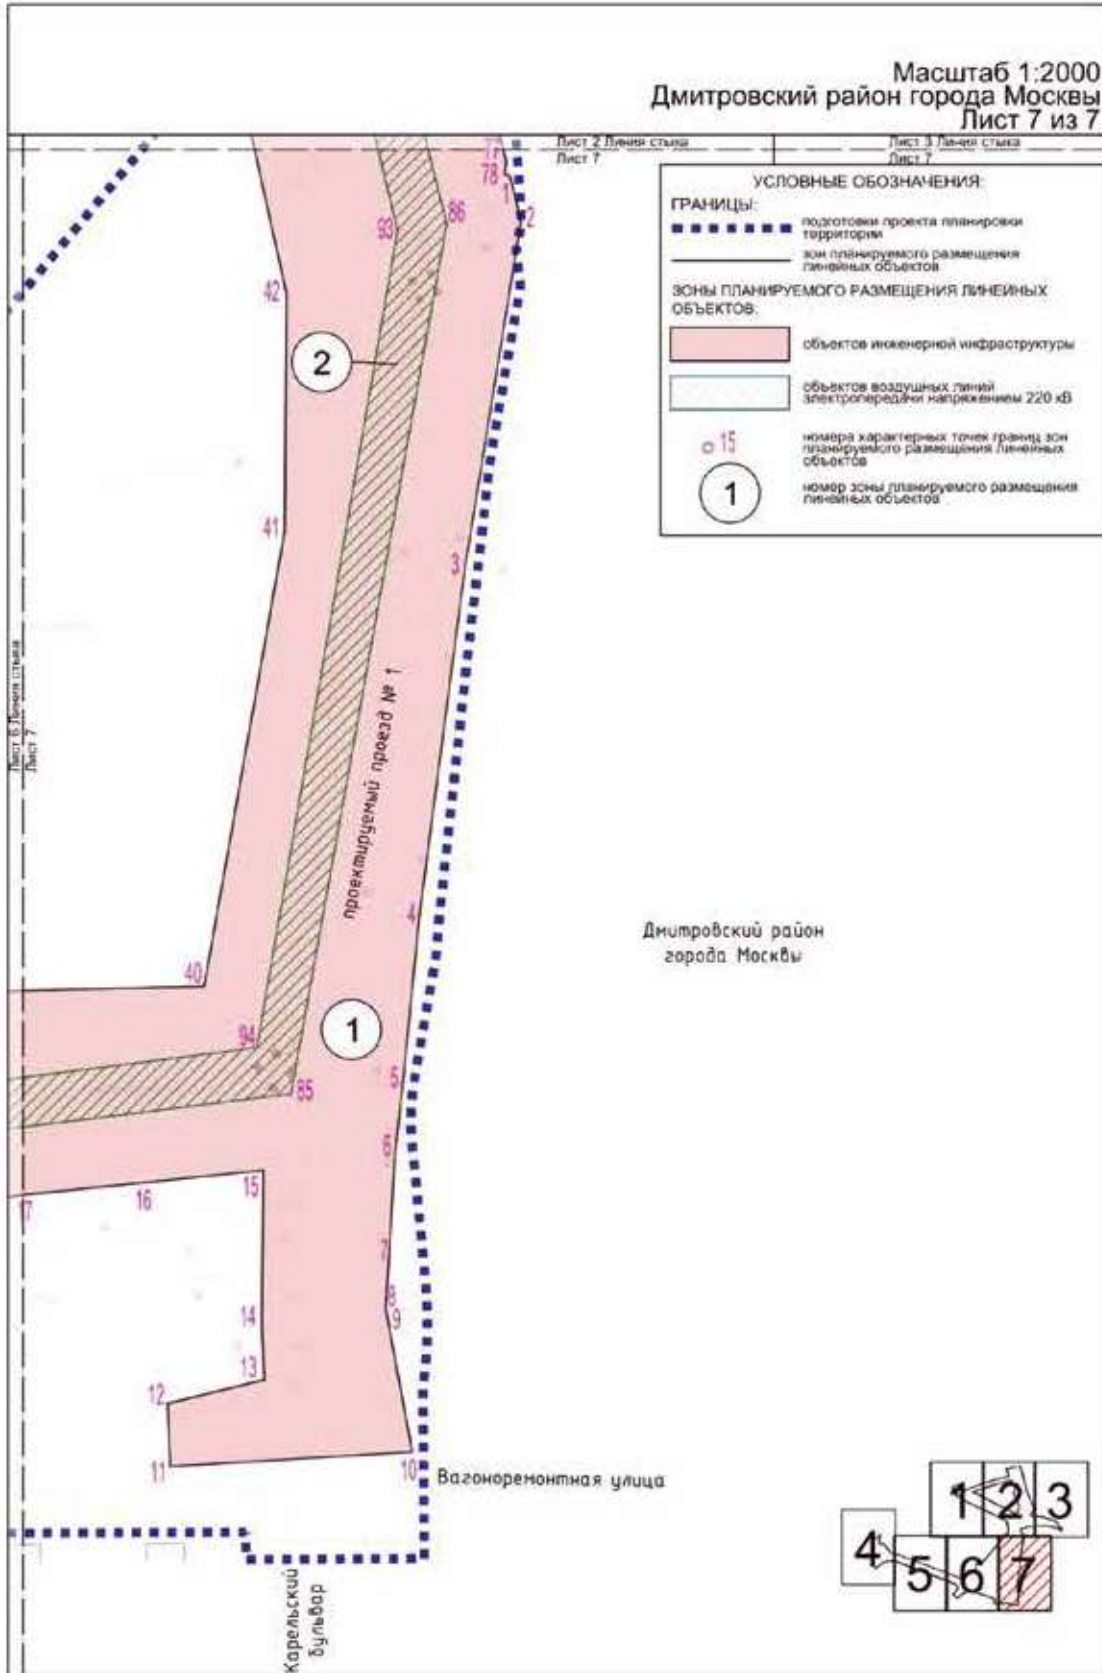 Масштаб 1:2000
Дмитровский район города Москвы
Лист 7 из 7
Лист 2 Линия стыка
Лист 7
Лист 3 Линия стыка
Лист 7
УСЛОВНЫЕ ОБОЗНАЧЕНИЯ:
ГРАНИЦЫ:
подготовки проекта планировки
территории
зон планируемого размещения
линейных объектов
ЗОНЫ ПЛАНИРУЕМОГО РАЗМЕЩЕНИЯ ЛИНЕЙНЫХ
ОБЪЕКТОВ:
объектов инженерной инфраструктуры
объектов воздушных линий
электропередачи напряжением 220 кВ
15
номера характерных точек границ зон
планируемого размещения линейных
объектов
1
номер зоны планируемого размещения
линейных объектов
77
78
1
2
86
93
42
2
41
3
Лист 6 Линия стыка
Лист 7
проектируемый проезд № 1
4
Дмитровский район
города Москвы
40
94
1
5
85
6
15
16
17
7
8
9
14
13
12
11
10
Вагоноремонтная улица
Карельский
бульвар
1
2
3
4
5
6
7